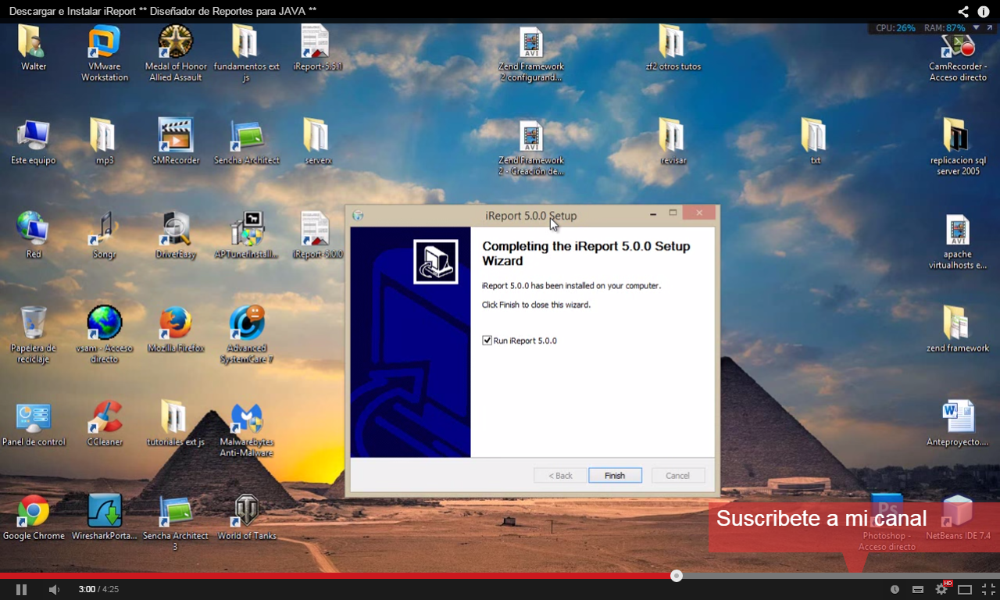 Descargar e Instalar iReport ** Diseñador de Reportes para JAVA **
CPU: 26% RAM: 87%
Walter
VMware
Workstation
Medal of Honor
Allied Assault
fundamentos ext
js
iReport-5.5.1
Zend Framework
2 configurand...
zf2 otros tutos
CamRecorder -
Acceso directo
Este equipo
mp3
SMRecorder
Sencha Architect
serverx
Zend Framework
2 - Creación de...
revisar
txt
replicacion sql
server 2005
Red
Songr
DriverEasy
APTunerInstall...
iReport-5.0.0
apache
virtualhosts e...
Papelera de
reciclaje
vsam - Acceso
directo
Mozilla Firefox
Advanced
SystemCare 7
zend framework
Panel de control
CCleaner
tutoriales ext js
Malwarebytes
Anti-Malware
Anteproyecto....
Google Chrome
WiresharkPorta...
Sencha Architect
3
World of Tanks
Photoshop -
Acceso directo
NetBeans IDE 7.4
AVI
AVI
AVI
Ps
iReport 5.0.0 Setup
Completing the iReport 5.0.0 Setup
Wizard
iReport 5.0.0 has been installed on your computer.
Click Finish to close this wizard.
Run iReport 5.0.0
< Back Finish Cancel
Suscribete a mi canal
3:00 / 4:25
HD